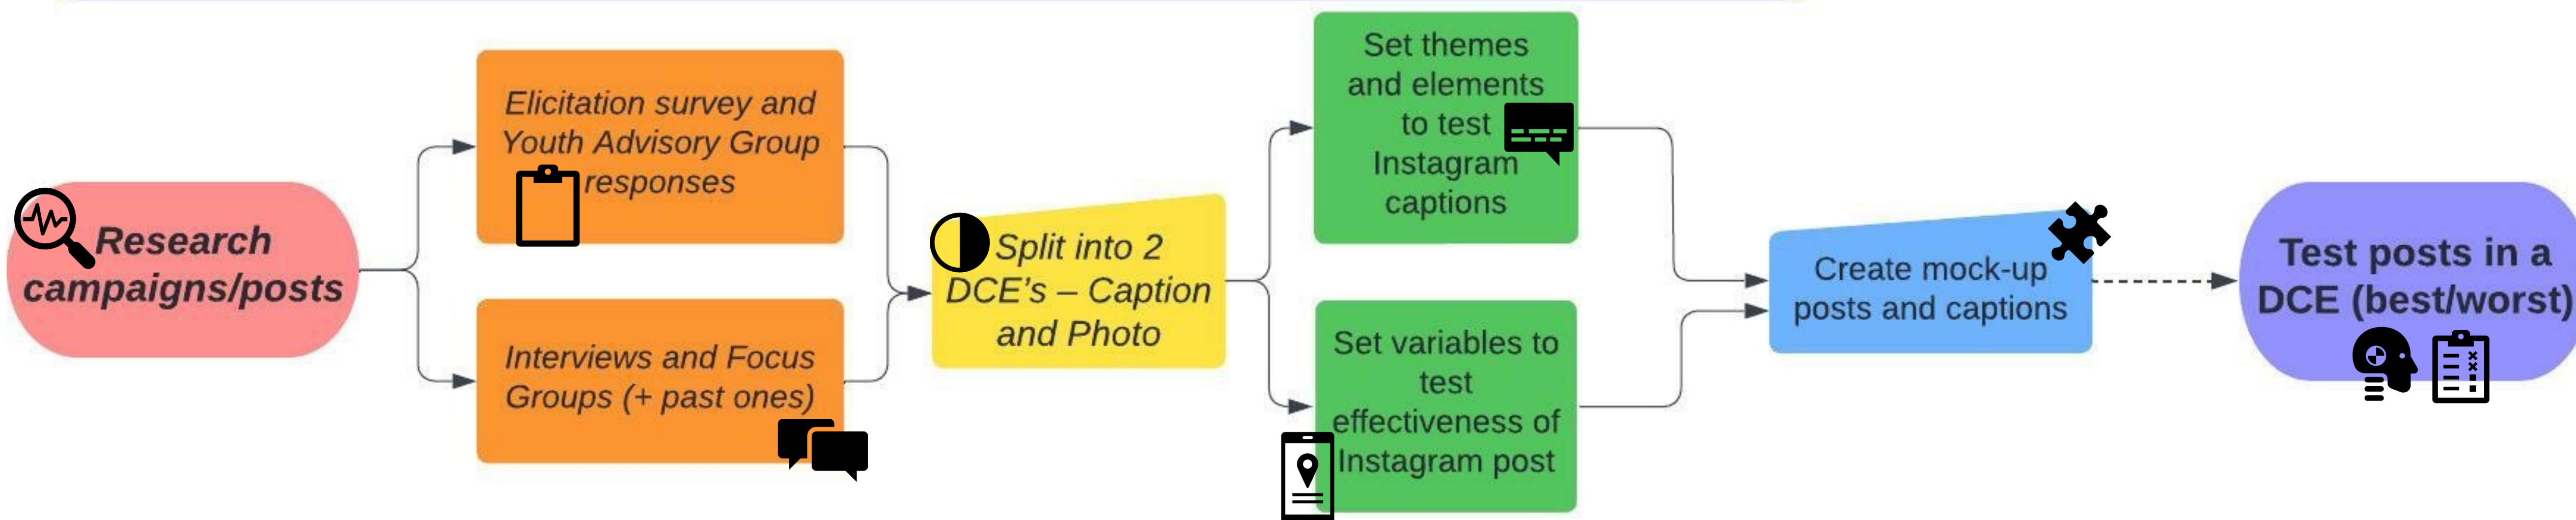 Research
campaigns/posts
Elicitation survey and
Youth Advisory Group
responses
Interviews and Focus
Groups (+ past ones)
Split into 2
DCE's – Caption
and Photo
Set themes
and elements
to test
Instagram
captions
Set variables to
test
effectiveness of
Instagram post
Create mock-up
posts and captions
Test posts in a
DCE (best/worst)